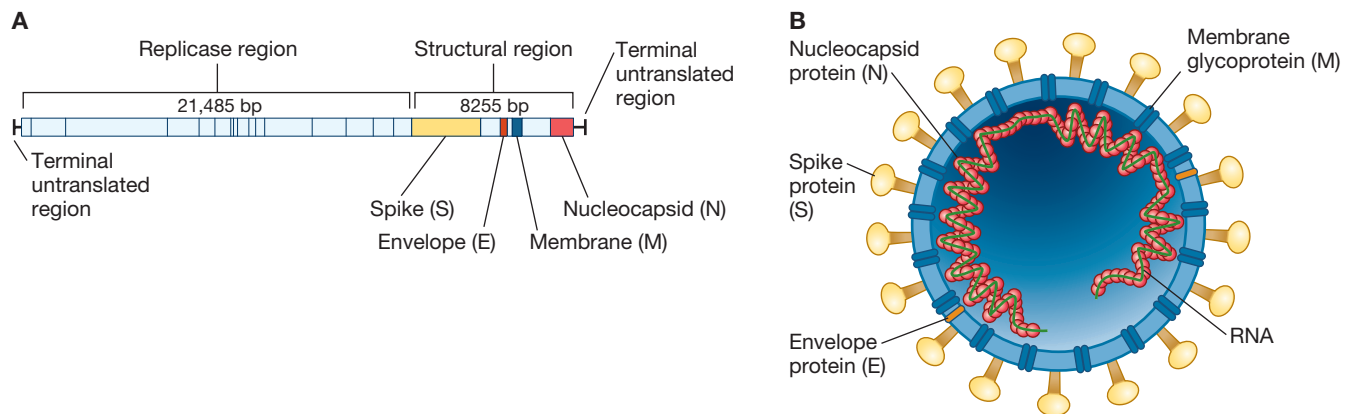 A
Replicase region
Structural region
Terminal
untranslated
region
21,485 bp
8255 bp
Terminal
untranslated
region
Spike (S)
Nucleocapsid (N)
Envelope (E)
Membrane (M)
B
Nucleocapsid
protein (N)
Membrane
glycoprotein (M)
Spike
protein
(S)
Envelope
protein (E)
RNA